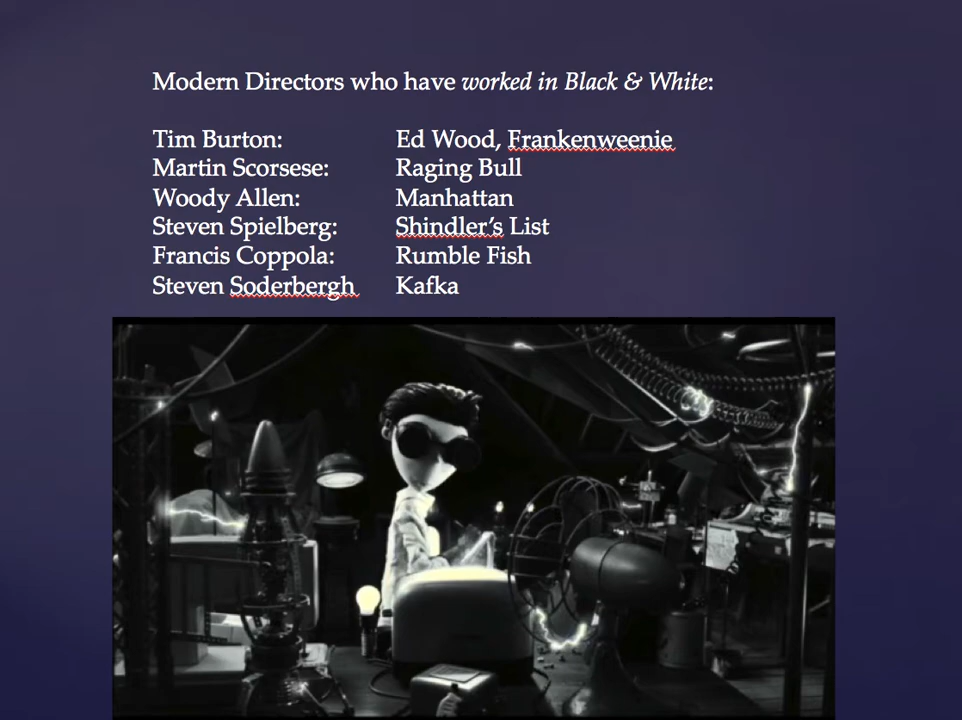 Modern Directors who have worked in Black & White:
Tim Burton: Ed Wood, Frankenweenie
Martin Scorsese: Raging Bull
Woody Allen: Manhattan
Steven Spielberg: Shindler's List
Francis Coppola: Rumble Fish
Steven Soderbergh Kafka